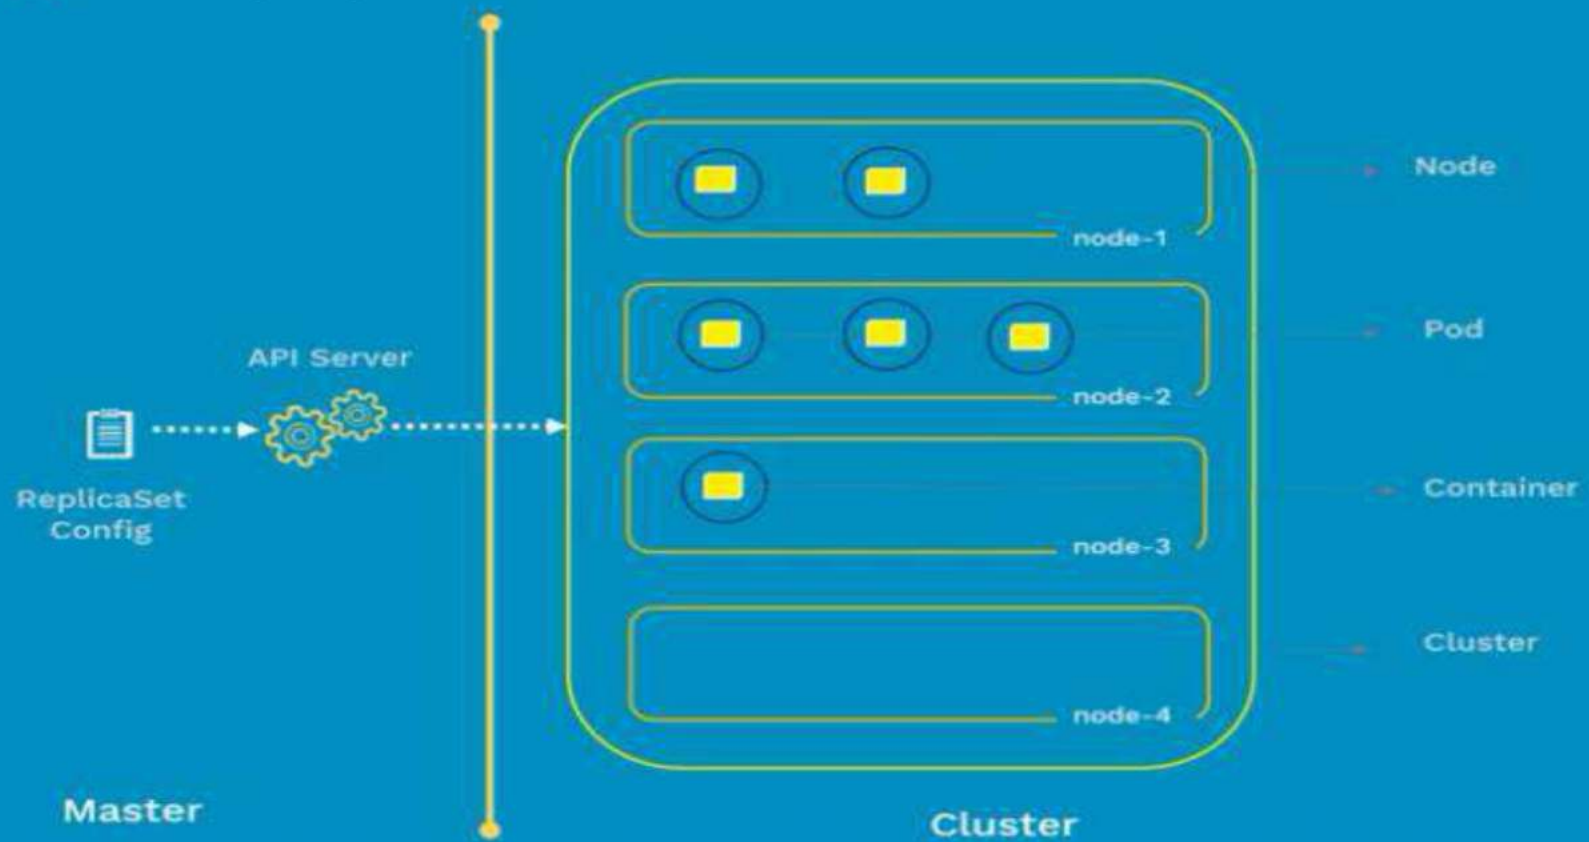 Node
node-1
Pod
node-2
API Server
ReplicaSet
Config
Container
node-3
Cluster
node-4
Master
Cluster